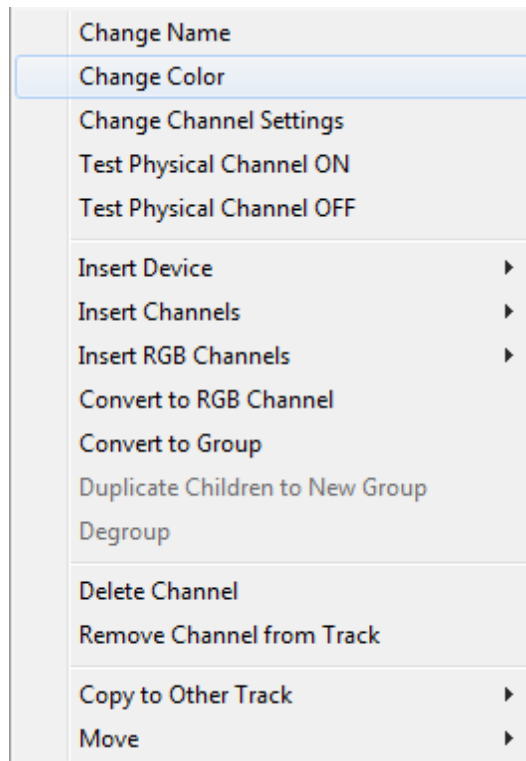 Change Name
Change Color
Change Channel Settings
Test Physical Channel ON
Test Physical Channel OFF
Insert Device
Insert Channels
Insert RGB Channels
Convert to RGB Channel
Convert to Group
Duplicate Children to New Group
Degroup
Delete Channel
Remove Channel from Track
Copy to Other Track
Move